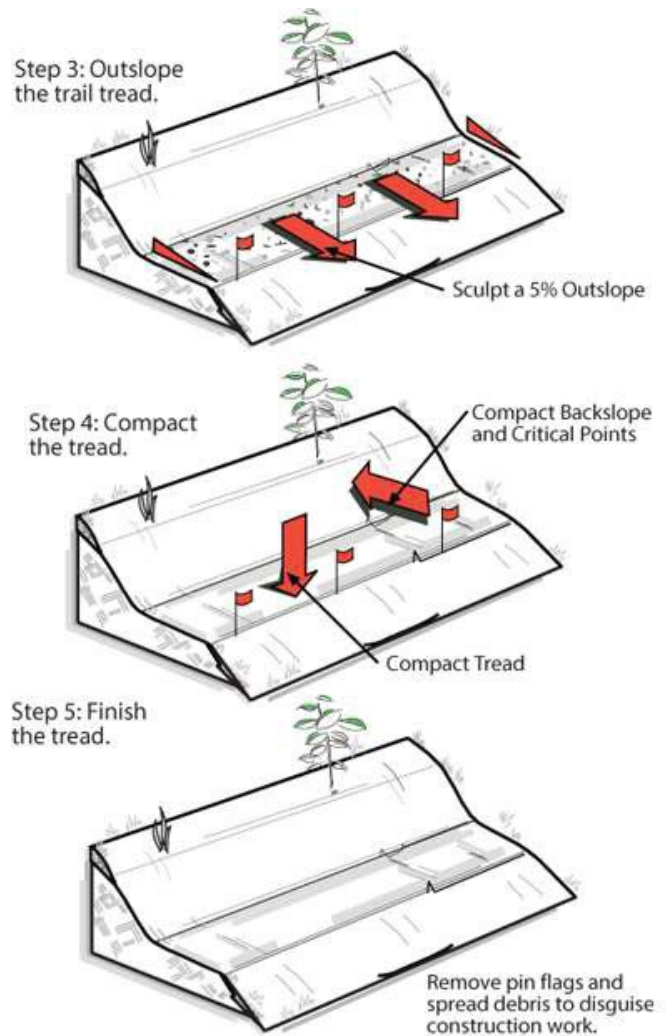 Step 3: Outslope
the trail tread.
Sculpt a 5% Outslope
Step 4: Compact
the tread.
Compact Backslope
and Critical Points
Compact Tread
Step 5: Finish
the tread.
Remove pin flags and
spread debris to disguise
construction work.